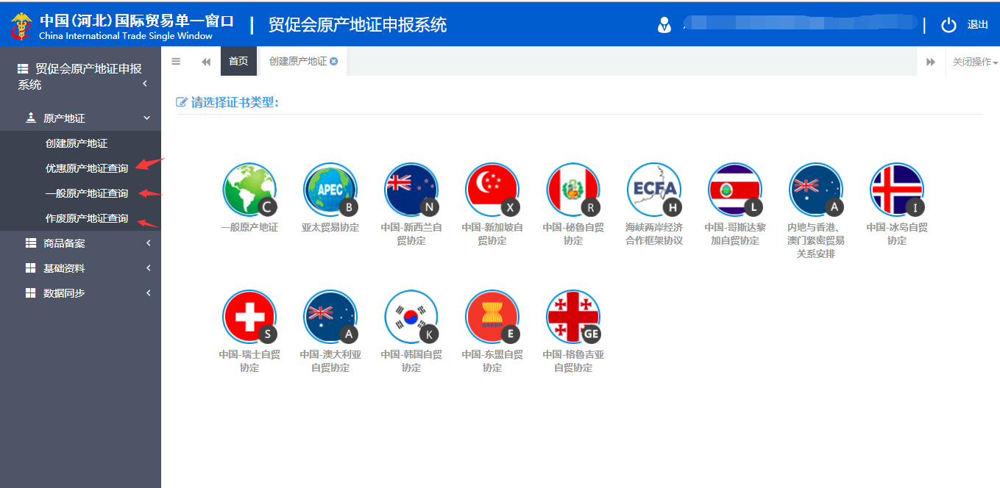 中国(河北)国际贸易单一窗口
China International Trade Single Window
贸促会原产地证申报系统
退出
贸促会原产地证申报
系统
首页
创建原产地证
关闭操作
原产地证
创建原产地证
优惠原产地证查询
一般原产地证查询
作废原产地证查询
商品备案
基础资料
数据同步
请选择证书类型：
C
APEC
B
N
X
R
ECFA
H
L
A
I
一般原产地证
亚太贸易协定
中国-新西兰自
贸协定
中国-新加坡自
贸协定
中国-秘鲁自贸
协定
海峡两岸经济
合作框架协议
中国-哥斯达黎
加自贸协定
内地与香港、
澳门紧密贸易
关系安排
中国-冰岛自贸
协定
S
A
K
E
GE
中国-瑞士自贸
协定
中国-澳大利亚
自贸协定
中国-韩国自贸
协定
中国-东盟自贸
协定
中国-格鲁吉亚
自贸协定